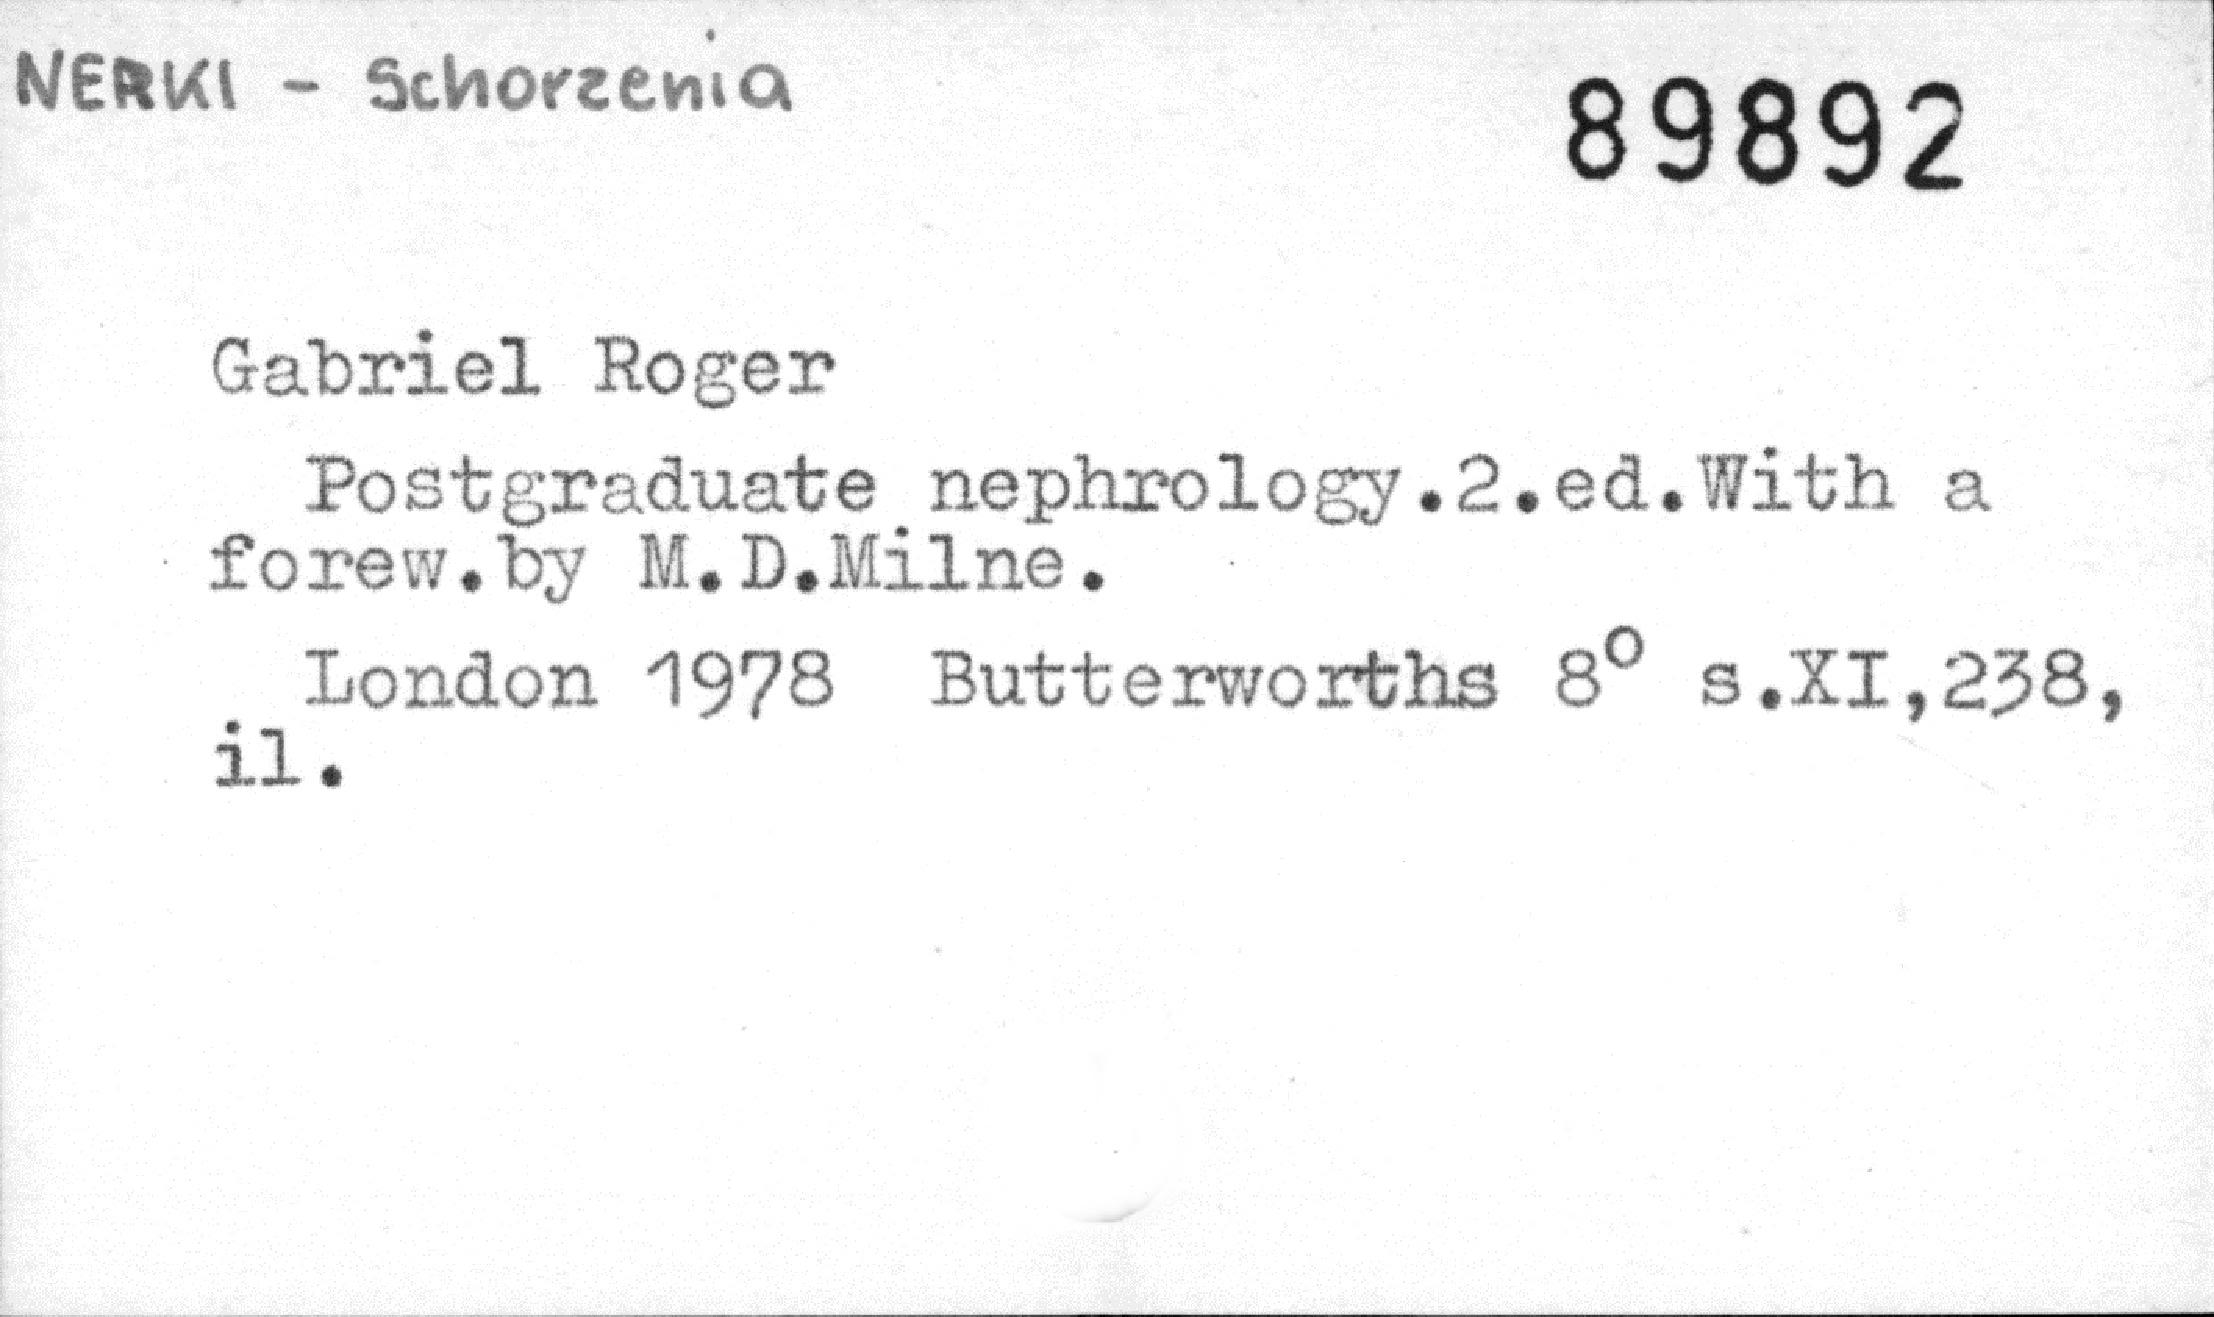 NERKI - Schorzenia
89892
Gabriel Roger
Postgraduate nephrology.2.ed.With a
forew.by M.D.Milne.
London 1978 Butterworths 8° s.XI,238,
il.